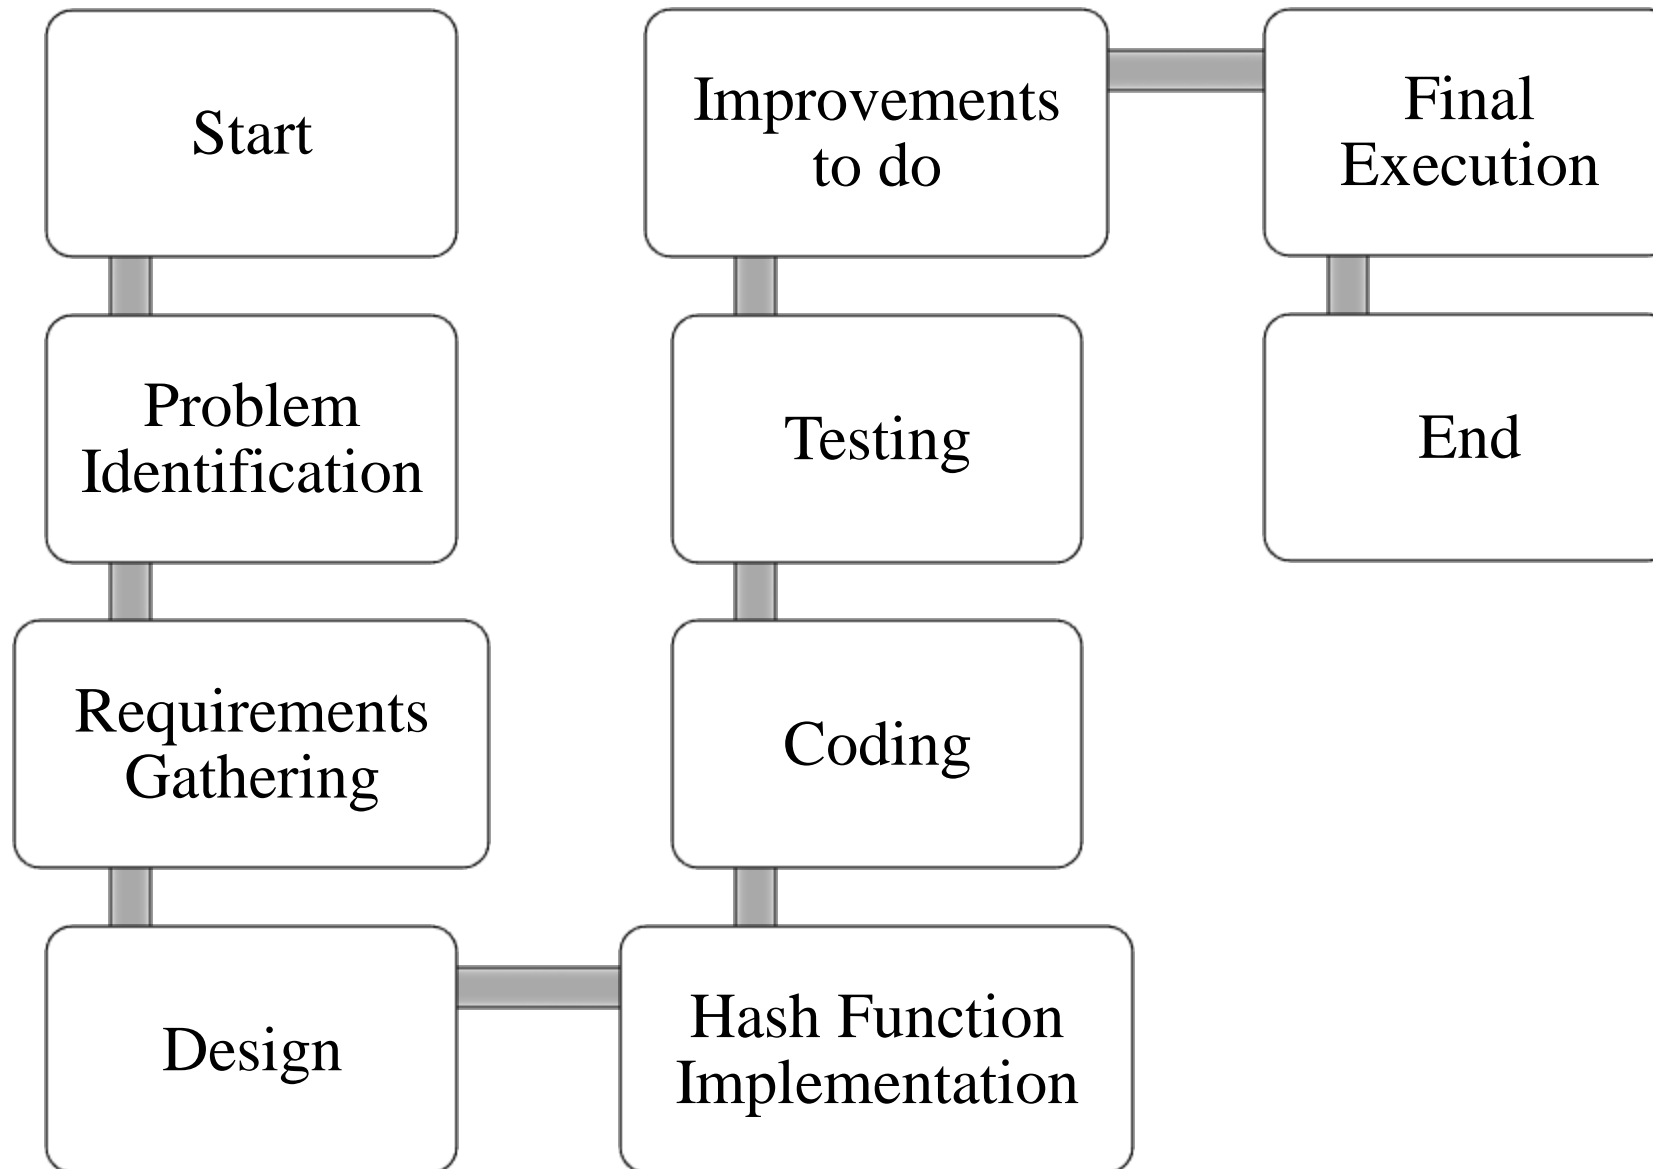 Start
Problem
Identification
Requirements
Gathering
Design
Hash Function
Implementation
Coding
Testing
Improvements
to do
Final
Execution
End